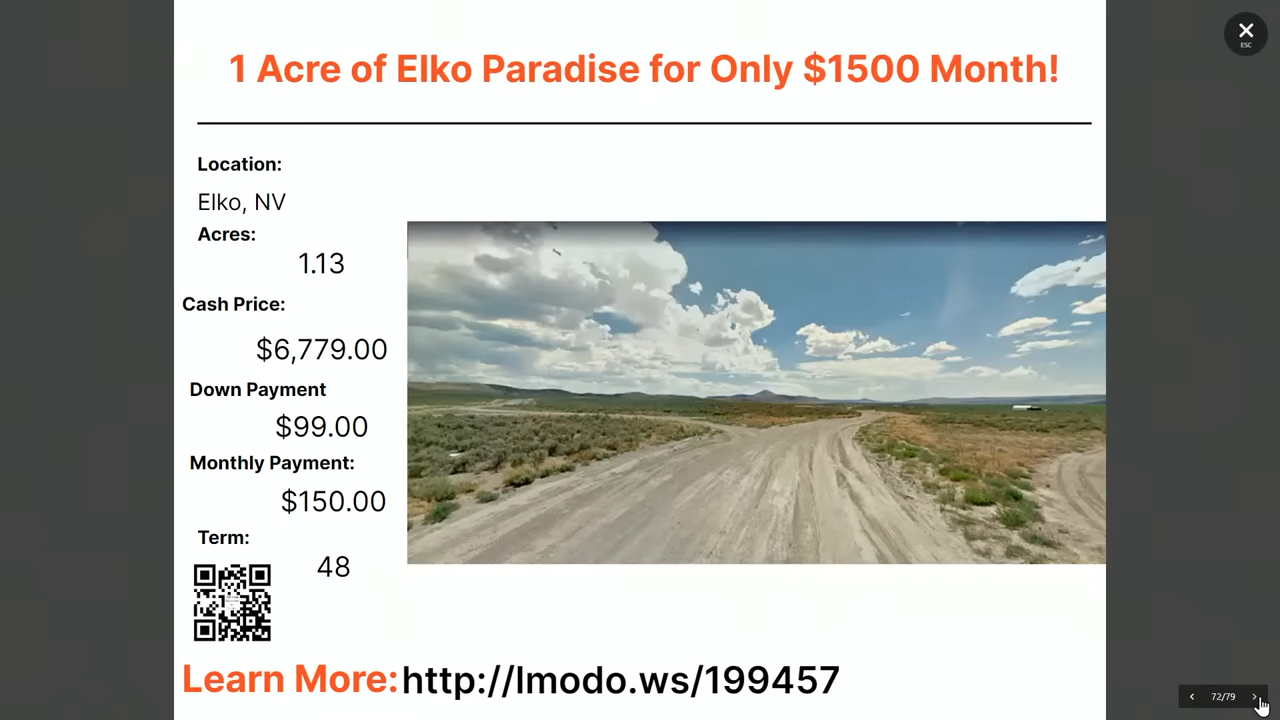 1 Acre of Elko Paradise for Only $1500 Month!
ESC
Location:
Elko, NV
Acres:
1.13
Cash Price:
$6,779.00
Down Payment
$99.00
Monthly Payment:
$150.00
Term:
48
Learn More: http://lmodo.ws/199457
72/79